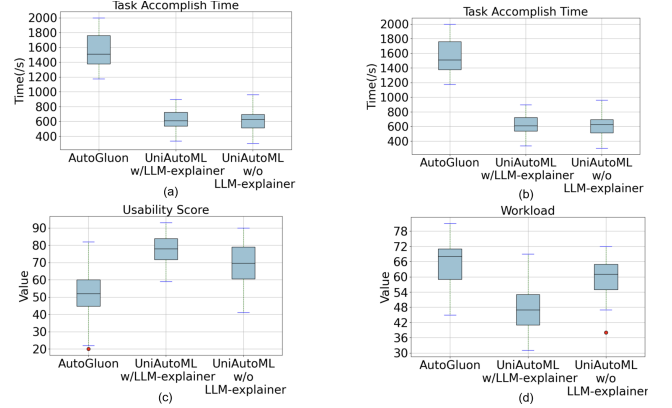 Task Accomplish Time
Time(/s)
2000
1800
1600
1400
1200
1000
800
600
400
AutoGluon
UniAutoML
w/LLM-explainer
UniAutoML
w/o
LLM-explainer
(a)
Task Accomplish Time
Time(/s)
2000
1800
1600
1400
1200
1000
800
600
400
AutoGluon
UniAutoML
w/LLM-explainer
UniAutoML
w/o
LLM-explainer
(b)
Usability Score
Value
90
80
70
60
50
40
30
20
AutoGluon
UniAutoML
w/LLM-explainer
UniAutoML
w/o
LLM-explainer
(c)
Workload
Value
78
72
66
60
54
48
42
36
30
AutoGluon
UniAutoML
w/LLM-explainer
UniAutoML
w/o
LLM-explainer
(d)